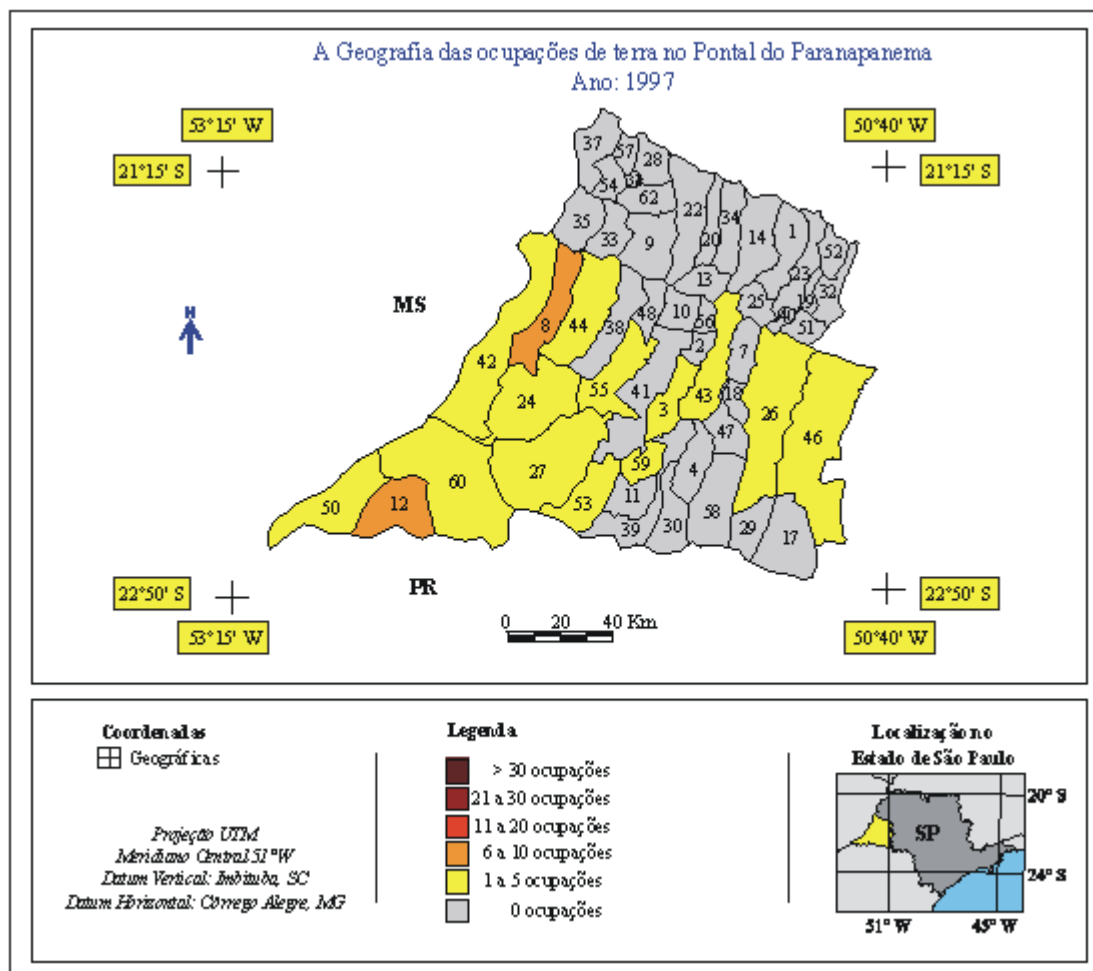 A Geografia das ocupações de terra no Pontal do Paranapanema
Ano: 1997
53°15' W
50°40' W
21°15' S
21°15' S
37
57
28
54
62
22
34
35
33
9
20
14
1
52
13
23
32
MS
N
8
44
38
48
10
56
25
19
40
51
2
7
42
24
55
41
3
43
18
26
46
47
59
4
60
27
53
11
58
50
12
39
30
29
17
22°50' S
22°50' S
PR
53°15' W
50°40' W
0 20 40 Km
Coordenadas
Geográficas
Projeção UTM
Meridiano Central 51°W
Datum Vertical: Imbituba, SC
Datum Horizontal: Córrego Alegre, MG
Legenda
> 30 ocupações
21 a 30 ocupações
11 a 20 ocupações
6 a 10 ocupações
1 a 5 ocupações
0 ocupações
Localização no
Estado de São Paulo
20° S
SP
24° S
51° W
45° W